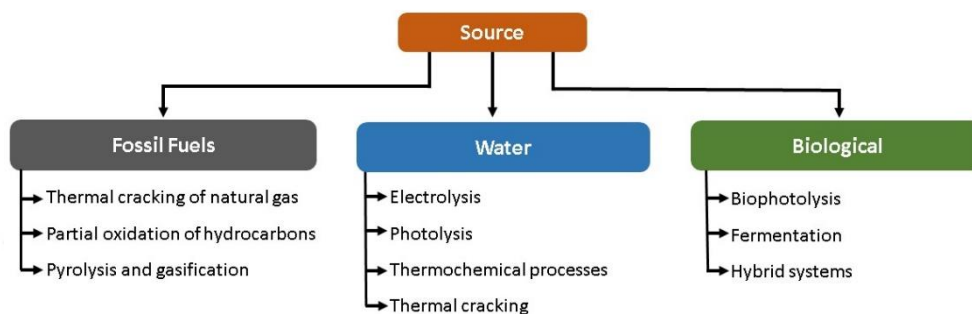 Source
Fossil Fuels
Thermal cracking of natural gas
Partial oxidation of hydrocarbons
Pyrolysis and gasification
Water
Electrolysis
Photolysis
Thermochemical processes
Thermal cracking
Biological
Biophotolysis
Fermentation
Hybrid systems